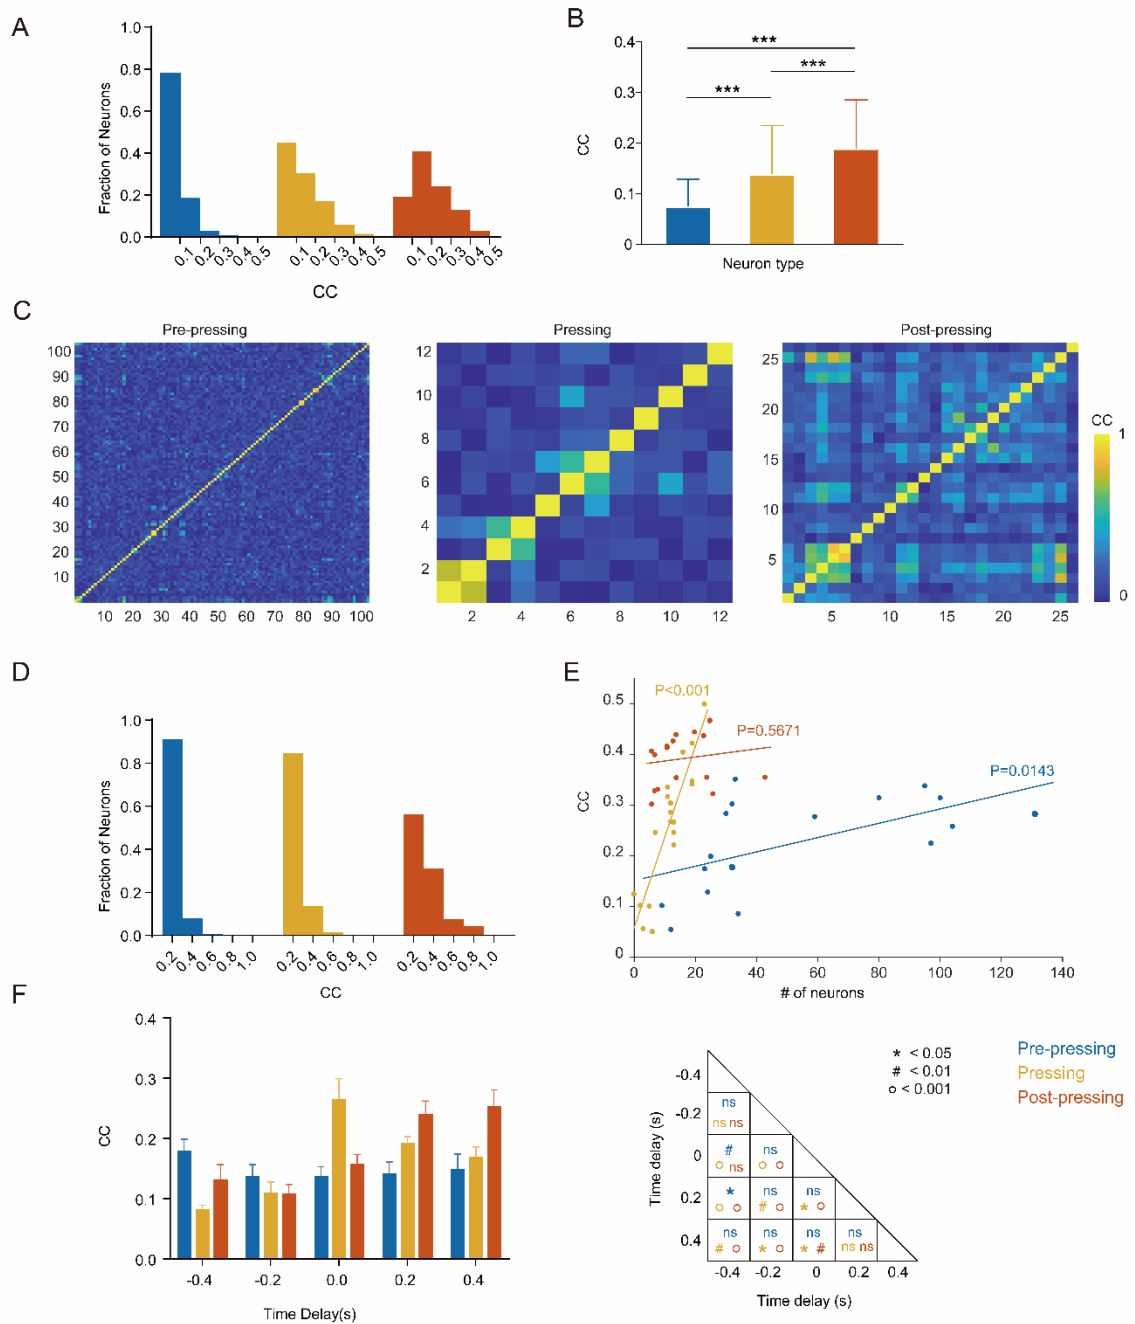 A
1.0
0.8
0.6
0.4
0.2
0.0
Fraction of Neurons
0.1 0.2 0.3 0.4 0.5 0.1 0.2 0.3 0.4 0.5 0.1 0.2 0.3 0.4 0.5
CC
B
0.4
0.3
0.2
0.1
0
CC
***
***
***
Neuron type
C
Pre-pressing
100
90
80
70
60
50
40
30
20
10
10 20 30 40 50 60 70 80 90 100
Pressing
12
10
8
6
4
2
2 4 6 8 10 12
Post-pressing
25
20
15
10
5
5 10 15 20 25
CC
1
0
D
1.0
0.8
0.6
0.4
0.2
0.0
Fraction of Neurons
0.2 0.4 0.6 0.8 1.0 0.2 0.4 0.6 0.8 1.0 0.2 0.4 0.6 0.8 1.0
CC
E
0.5
0.4
0.3
0.2
0.1
0
CC
P<0.001
P=0.5671
P=0.0143
0 20 40 60 80 100 120 140
# of neurons
F
0.4
0.3
0.2
0.1
0.0
CC
-0.4 -0.2 0.0 0.2 0.4
Time Delay(s)
* < 0.05
# < 0.01
o < 0.001
Pre-pressing
Pressing
Post-pressing
Time delay (s)
-0.4
-0.2
ns
ns ns
0
# ns
o ns o o
0.2
* ns ns
o o # o * o
0.4
ns ns ns ns
# o * o * # ns ns
-0.4 -0.2 0 0.2 0.4
Time delay (s)